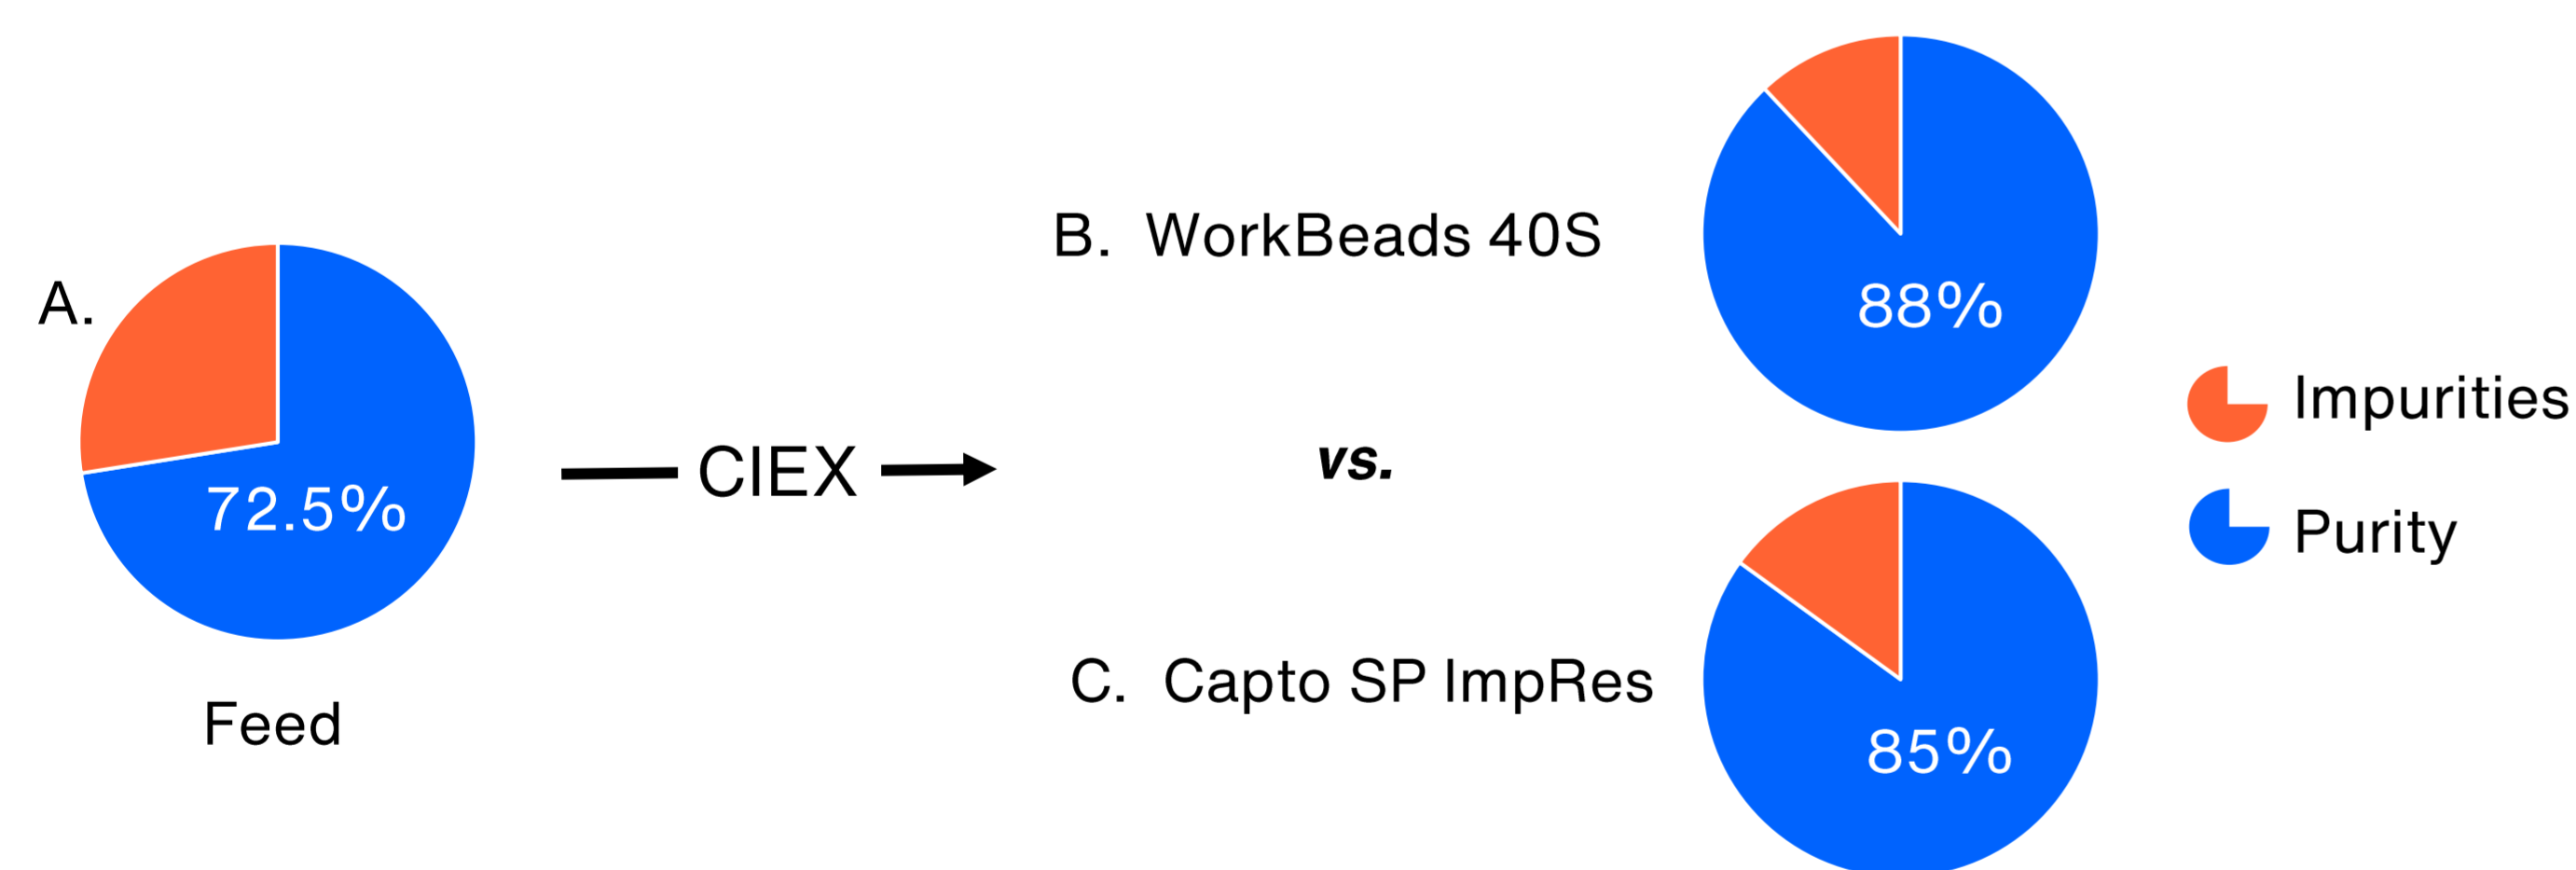 A.
72.5%
Feed
CIEX
B. WorkBeads 40S
88%
vs.
C. Capto SP ImpRes
85%
Impurities
Purity